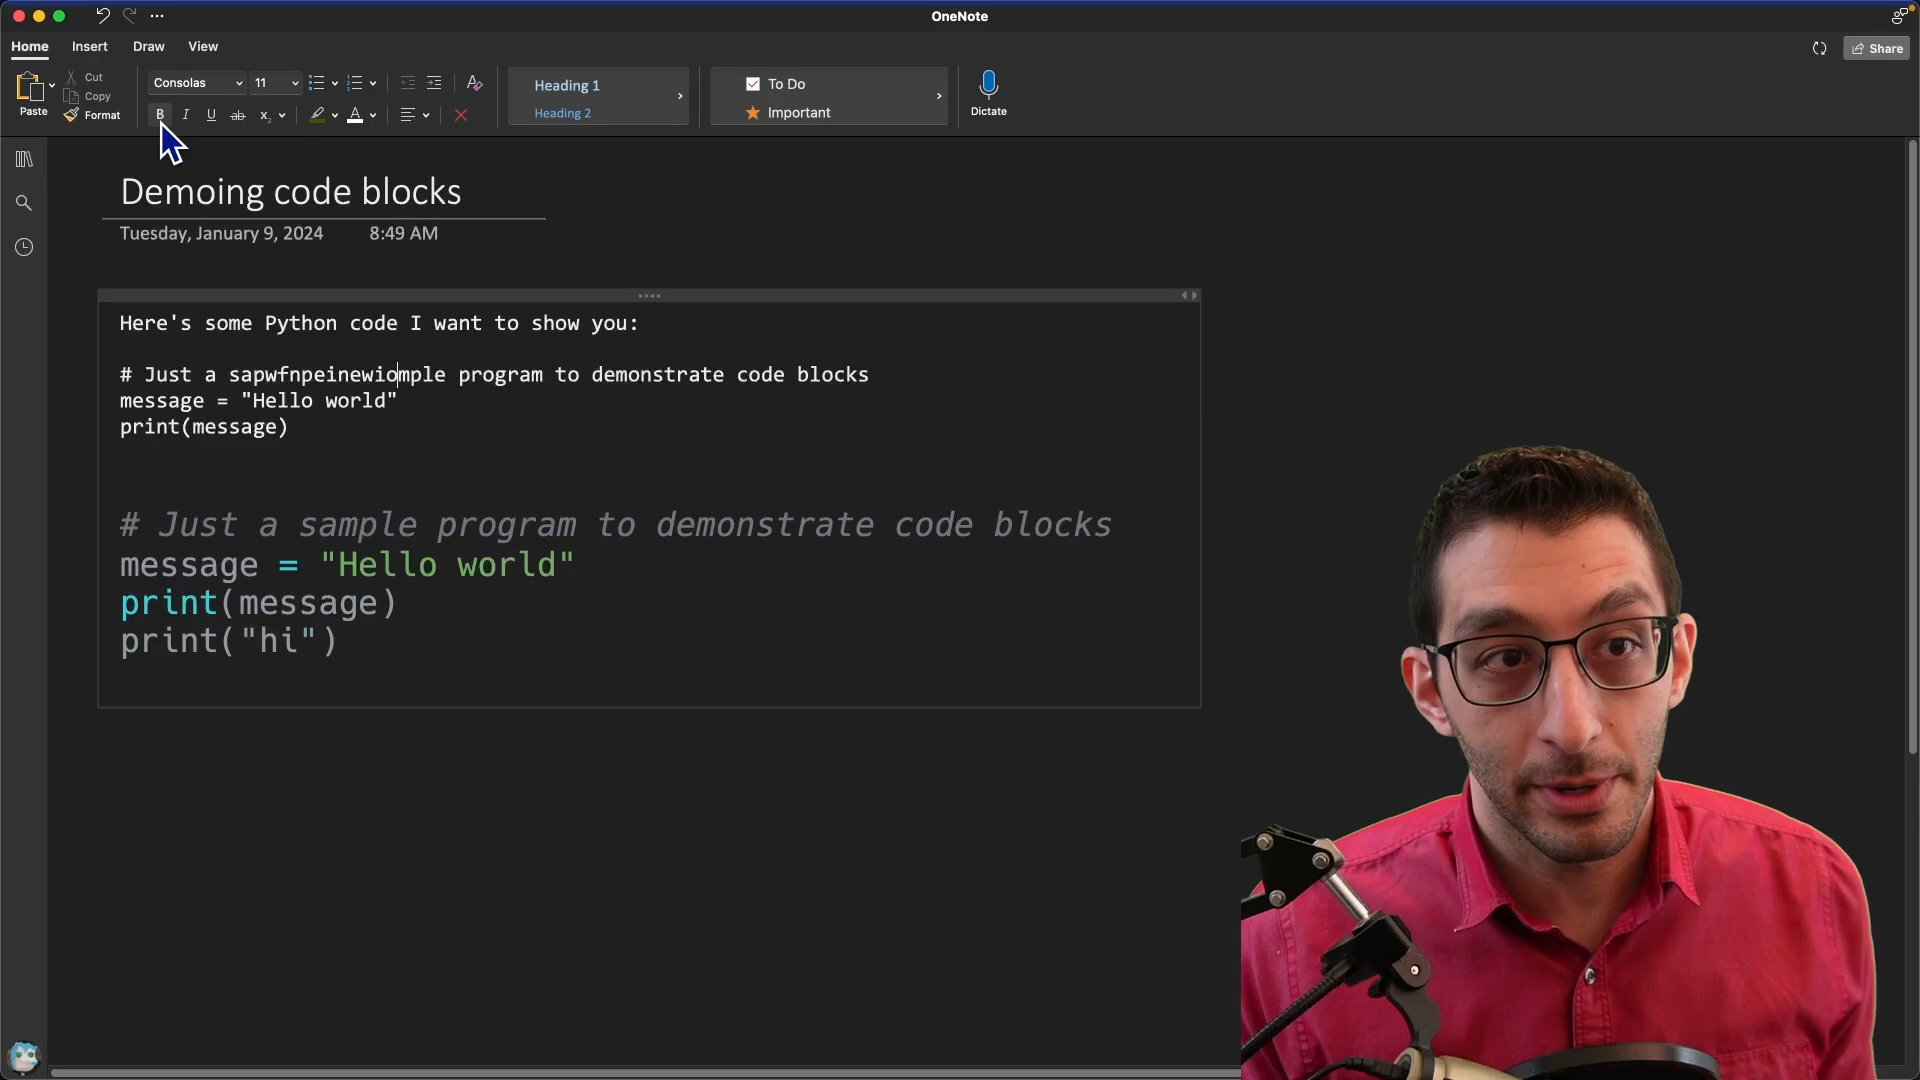 OneNote
Home Insert Draw View
Share
Paste
Cut
Copy
Format
Consolas 11
B I U ab x₂ A
Heading 1
Heading 2
To Do
Important
Dictate
Demoing code blocks
Tuesday, January 9, 2024 8:49 AM
Here's some Python code I want to show you:
# Just a sapwfnpeinewiomple program to demonstrate code blocks
message = "Hello world"
print(message)
# Just a sample program to demonstrate code blocks
message = "Hello world"
print(message)
print("hi")